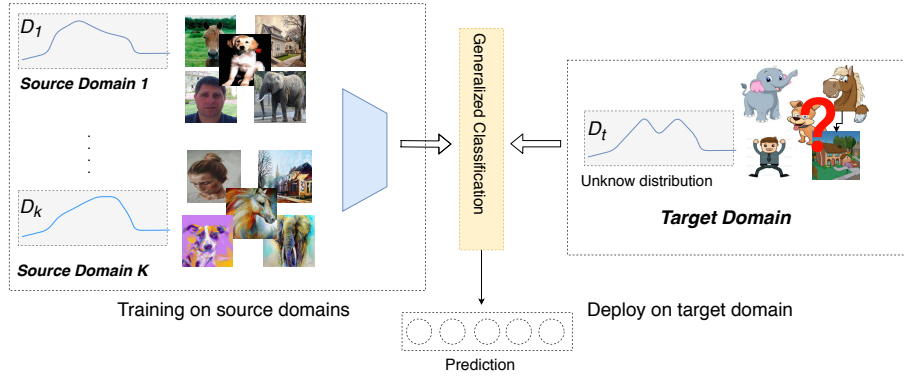 D1
Source Domain 1
Dk
Source Domain K
Training on source domains
Generalized Classification
Prediction
Dt
Unknow distribution
?
Target Domain
Deploy on target domain